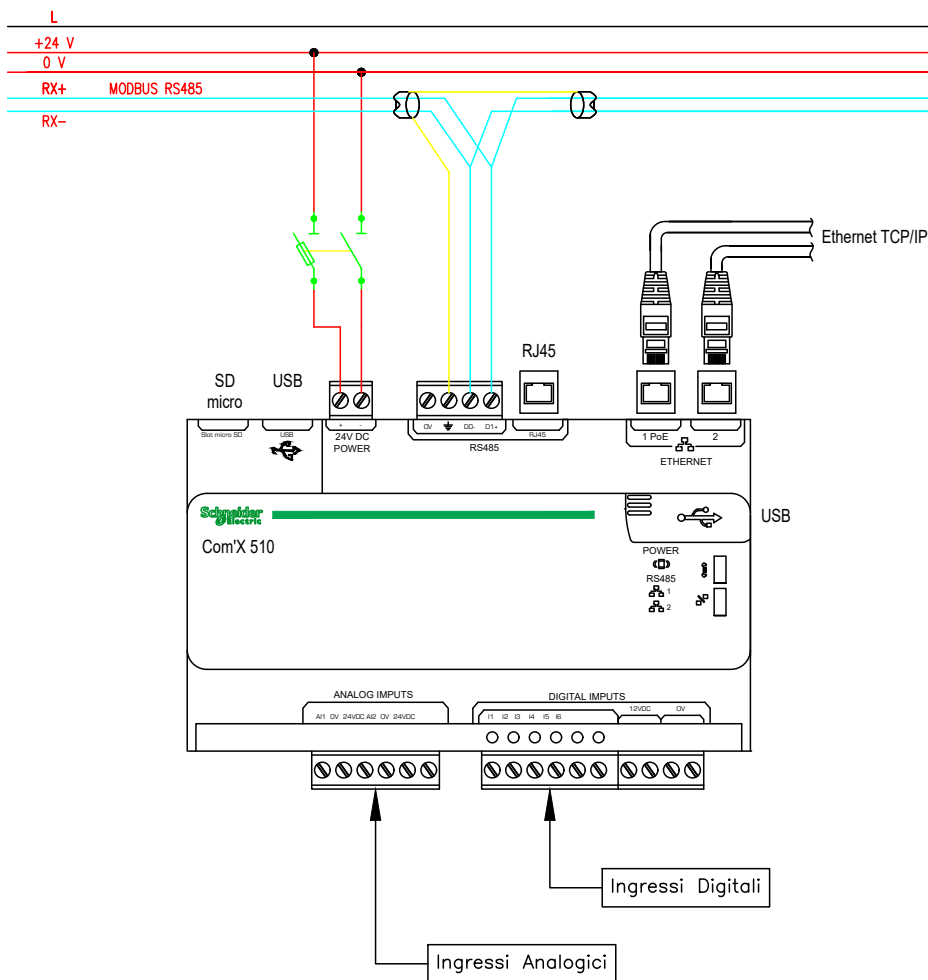 L
+24 V
0 V
RX+ MODBUS RS485
RX-
Ethernet TCP/IP
RJ45
SD
micro
USB
Slot micro SD
USB
+ -
24V DC
POWER
0V DD- D1+
RS485
RJ45
1 PoE
2
ETHERNET
Schneider
Electric
USB
Com'X 510
POWER
RS485
1
2
ANALOG IMPUTS
AI1 0V 24VDC AI2 0V 24VDC
DIGITAL IMPUTS
I1 I2 I3 I4 I5 I6
12VDC
0V
Ingressi Digitali
Ingressi Analogici